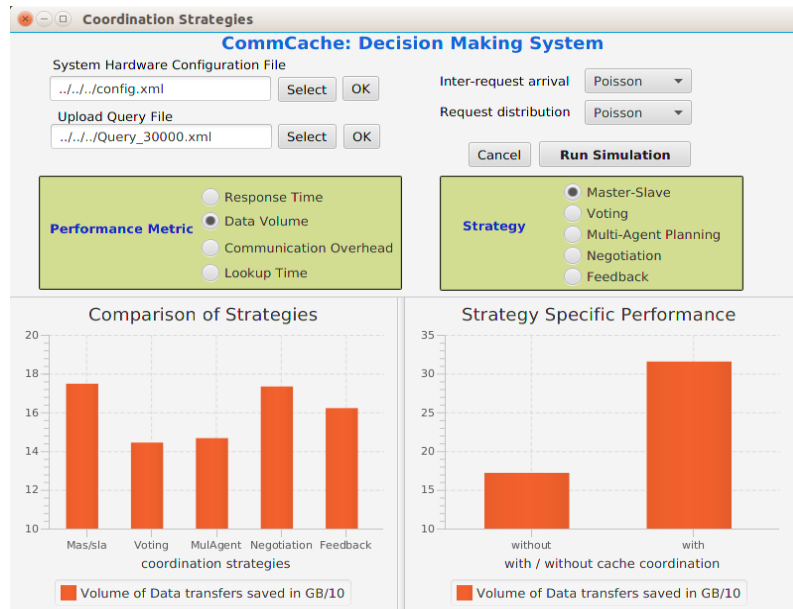 Coordination Strategies
CommCache: Decision Making System
System Hardware Configuration File
../../../config.xml Select OK
Upload Query File
../../../Query_30000.xml Select OK
Inter-request arrival Poisson
Request distribution Poisson
Cancel Run Simulation
Performance Metric
Response Time
Data Volume
Communication Overhead
Lookup Time
Strategy
Master-Slave
Voting
Multi-Agent Planning
Negotiation
Feedback
Comparison of Strategies
20
18
16
14
12
10
Mas/sla Voting MulAgent Negotiation Feedback
coordination strategies
Volume of Data transfers saved in GB/10
Strategy Specific Performance
35
30
25
20
15
10
without with
with / without cache coordination
Volume of Data transfers saved in GB/10